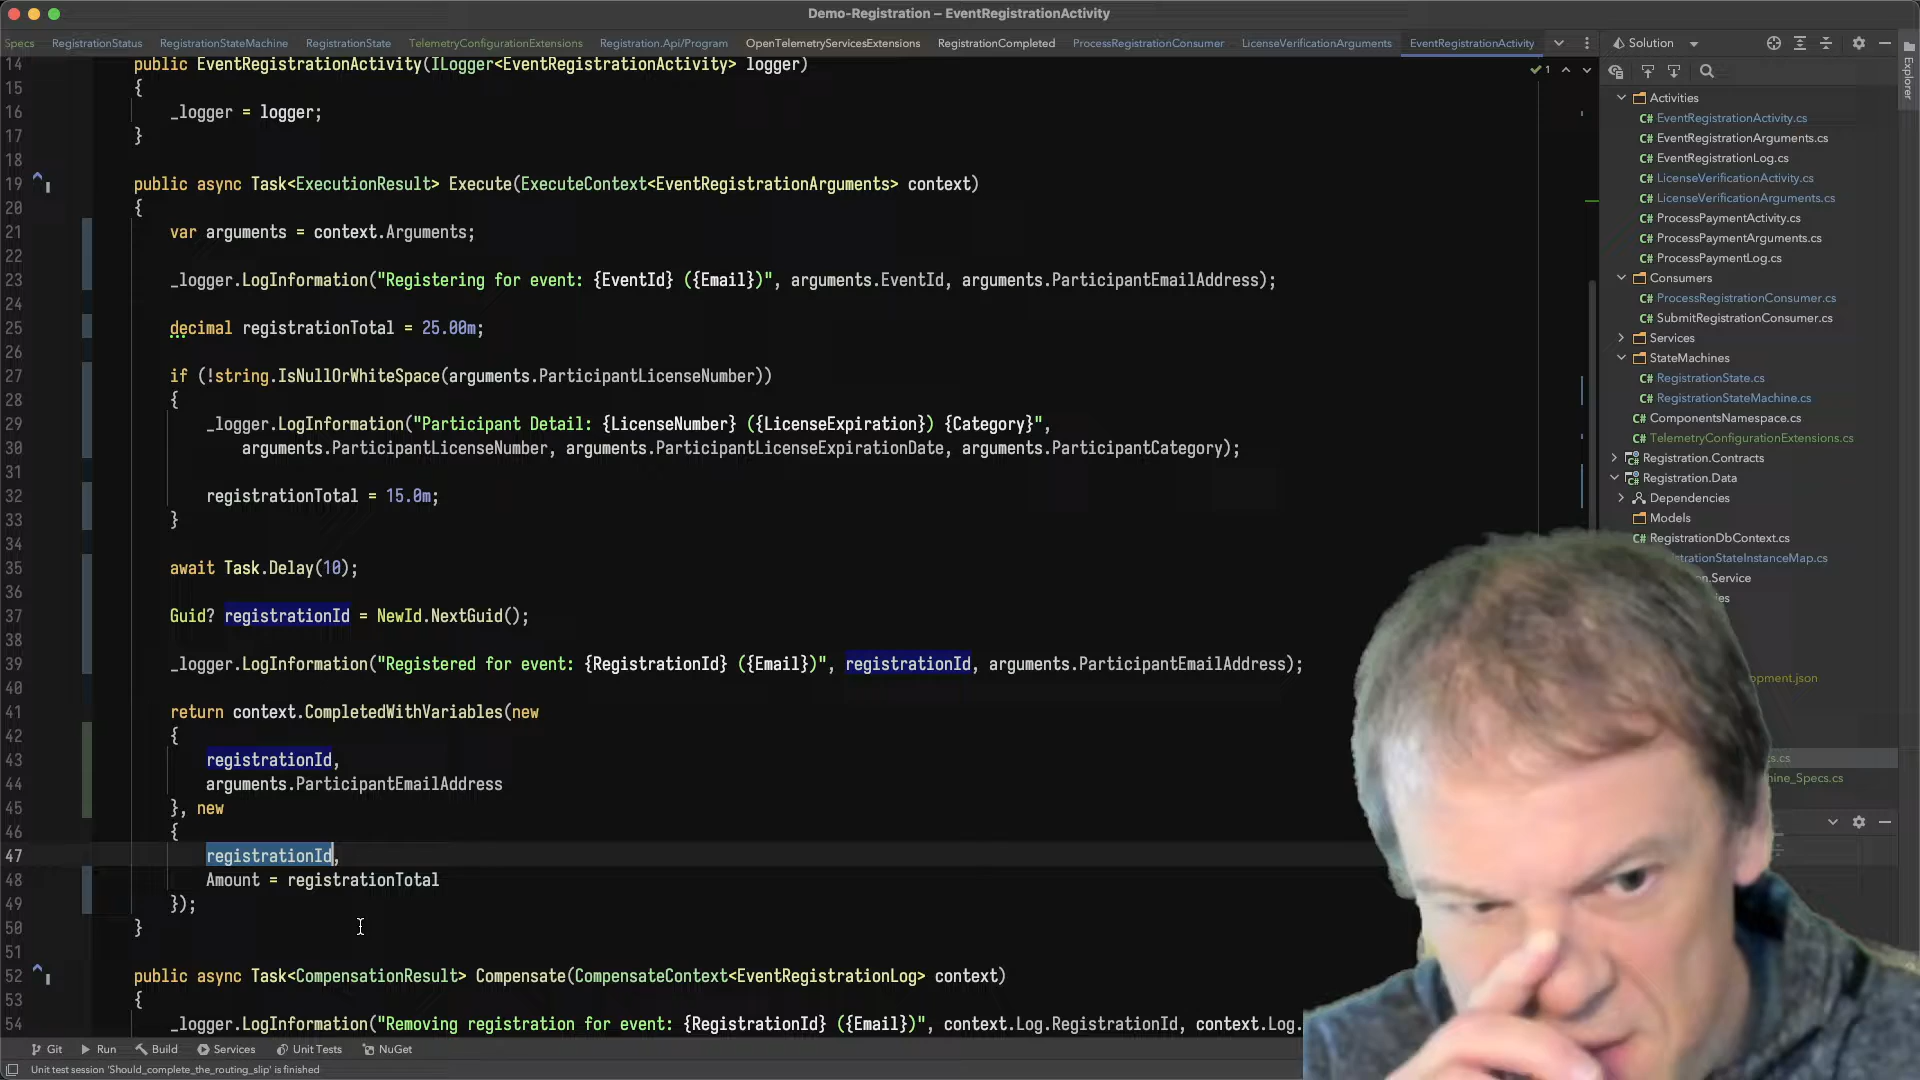 Demo-Registration – EventRegistrationActivity
Specs RegistrationStatus RegistrationStateMachine RegistrationState TelemetryConfigurationExtensions Registration.Api/Program OpenTelemetryServicesExtensions RegistrationCompleted ProcessRegistrationConsumer LicenseVerificationArguments EventRegistrationActivity Solution
14 public EventRegistrationActivity(ILogger<EventRegistrationActivity> logger)
15 {
16 _logger = logger;
17 }
18
19 public async Task<ExecutionResult> Execute(ExecuteContext<EventRegistrationArguments> context)
20 {
21 var arguments = context.Arguments;
22
23 _logger.LogInformation("Registering for event: {EventId} ({Email})", arguments.EventId, arguments.ParticipantEmailAddress);
24
25 decimal registrationTotal = 25.00m;
26
27 if (!string.IsNullOrWhiteSpace(arguments.ParticipantLicenseNumber))
28 {
29 _logger.LogInformation("Participant Detail: {LicenseNumber} ({LicenseExpiration}) {Category}",
30 arguments.ParticipantLicenseNumber, arguments.ParticipantLicenseExpirationDate, arguments.ParticipantCategory);
31
32 registrationTotal = 15.0m;
33 }
34
35 await Task.Delay(10);
36
37 Guid? registrationId = NewId.NextGuid();
38
39 _logger.LogInformation("Registered for event: {RegistrationId} ({Email})", registrationId, arguments.ParticipantEmailAddress);
40
41 return context.CompletedWithVariables(new
42 {
43 registrationId,
44 arguments.ParticipantEmailAddress
45 }, new
46 {
47 registrationId,
48 Amount = registrationTotal
49 });
50 }
51
52 public async Task<CompensationResult> Compensate(CompensateContext<EventRegistrationLog> context)
53 {
54 _logger.LogInformation("Removing registration for event: {RegistrationId} ({Email})", context.Log.RegistrationId, context.Log.
1
Activities
C# EventRegistrationActivity.cs
C# EventRegistrationArguments.cs
C# EventRegistrationLog.cs
C# LicenseVerificationActivity.cs
C# LicenseVerificationArguments.cs
C# ProcessPaymentActivity.cs
C# ProcessPaymentArguments.cs
C# ProcessPaymentLog.cs
Consumers
C# ProcessRegistrationConsumer.cs
C# SubmitRegistrationConsumer.cs
Services
StateMachines
C# RegistrationState.cs
C# RegistrationStateMachine.cs
C# ComponentsNamespace.cs
C# TelemetryConfigurationExtensions.cs
Registration.Contracts
Registration.Data
Dependencies
Models
C# RegistrationDbContext.cs
strationStateInstanceMap.cs
n.Service
ies
opment.json
s.cs
hine_Specs.cs
Explorer
Git Run Build Services Unit Tests NuGet
Unit test session 'Should_complete_the_routing_slip' is finished